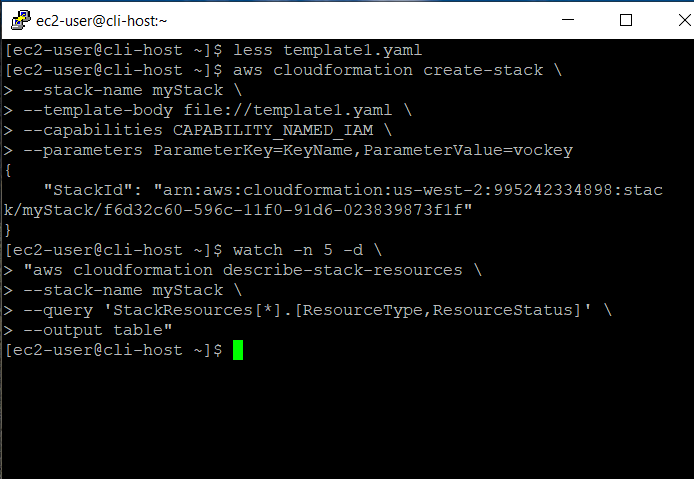 ec2-user@cli-host:~
[ec2-user@cli-host ~]$ less template1.yaml
[ec2-user@cli-host ~]$ aws cloudformation create-stack \
> --stack-name myStack \
> --template-body file://template1.yaml \
> --capabilities CAPABILITY_NAMED_IAM \
> --parameters ParameterKey=KeyName,ParameterValue=vockey
{
    "StackId": "arn:aws:cloudformation:us-west-2:995242334898:stac
k/myStack/f6d32c60-596c-11f0-91d6-023839873f1f"
}
[ec2-user@cli-host ~]$ watch -n 5 -d \
> "aws cloudformation describe-stack-resources \
> --stack-name myStack \
> --query 'StackResources[*].[ResourceType,ResourceStatus]' \
> --output table"
[ec2-user@cli-host ~]$